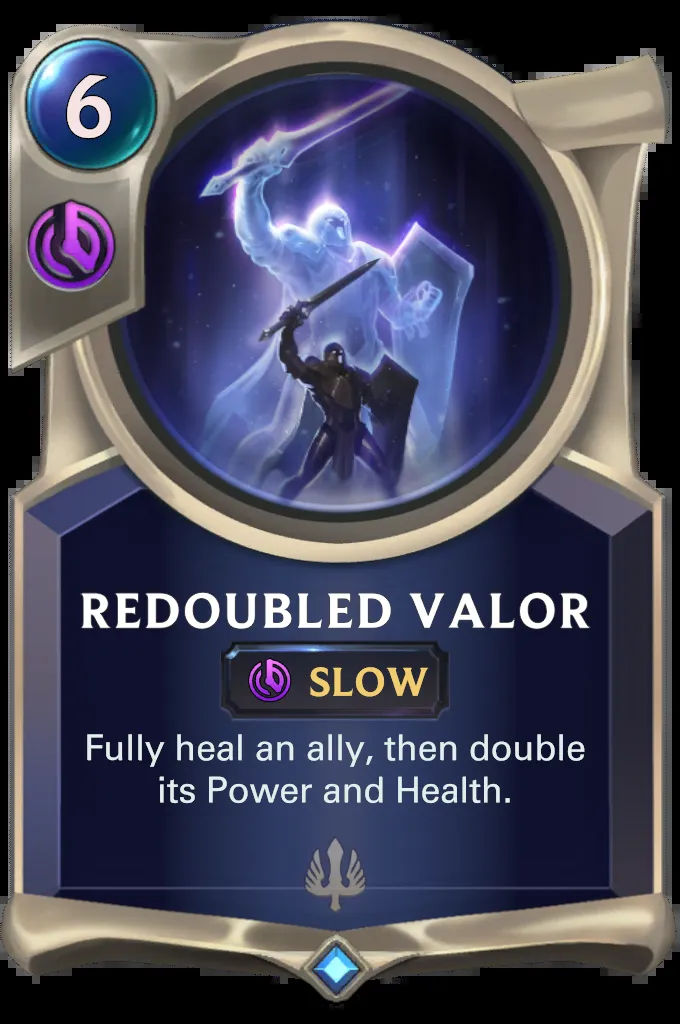 6
REDOUBLED VALOR
SLOW
Fully heal an ally, then double
its Power and Health.